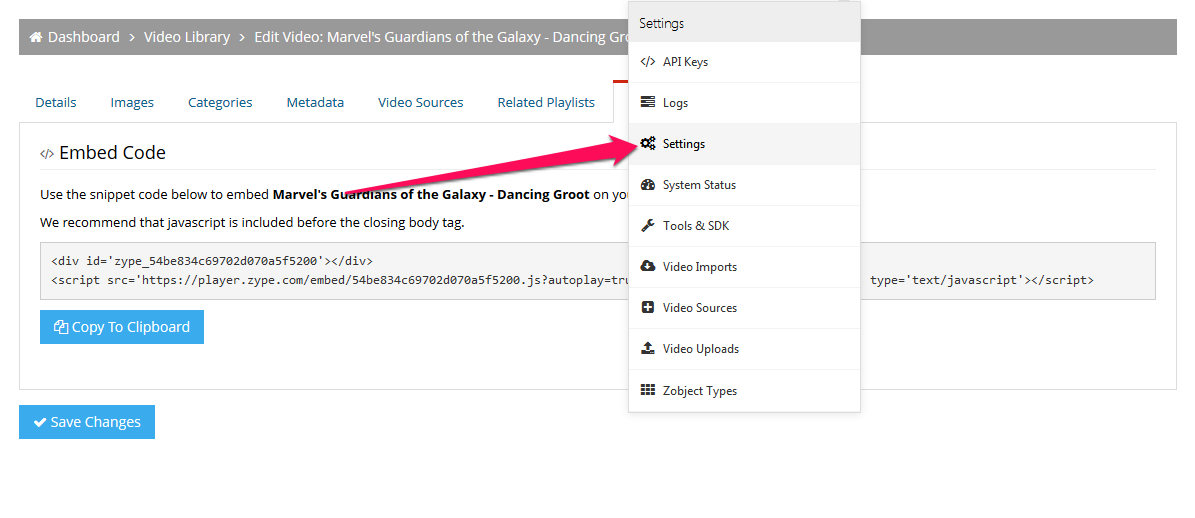 Dashboard > Video Library > Edit Video: Marvel's Guardians of the Galaxy - Dancing
Details Images Categories Metadata Video Sources Related Playlists
</> Embed Code
Use the snippet code below to embed Marvel's Guardians of the Galaxy - Dancing Groot on
We recommend that javascript is included before the closing body tag.
<div id='zype_54be834c69702d070a5f5200'></div>
<script src='https://player.zype.com/embed/54be834c69702d070a5f5200.js?autoplay= type='text/javascript'></script>
Copy To Clipboard
Save Changes
Settings
</> API Keys
Logs
Settings
System Status
Tools & SDK
Video Imports
Video Sources
Video Uploads
Zobject Types